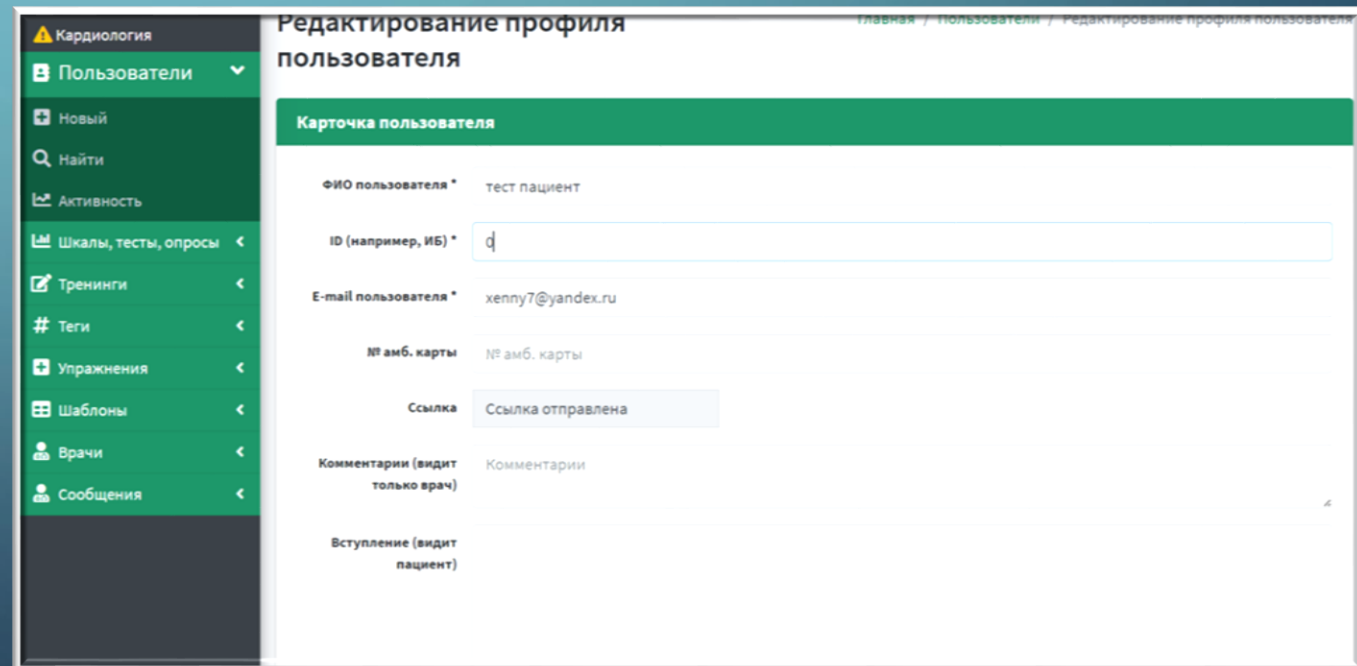 Кардиология
Пользователи
Новый
Найти
Активность
Шкалы, тесты, опросы
Тренинги
# Теги
Упражнения
Шаблоны
Врачи
Сообщения
Редактирование профиля
пользователя
Главная / Пользователи / Редактирование профиля пользователя
Карточка пользователя
ФИО пользователя * тест пациент
ID (например, ИБ) * 0
E-mail пользователя * xenny7@yandex.ru
№ амб. карты № амб. карты
Ссылка Ссылка отправлена
Комментарии (видит Комментарии
только врач)
Вступление (видит
пациент)